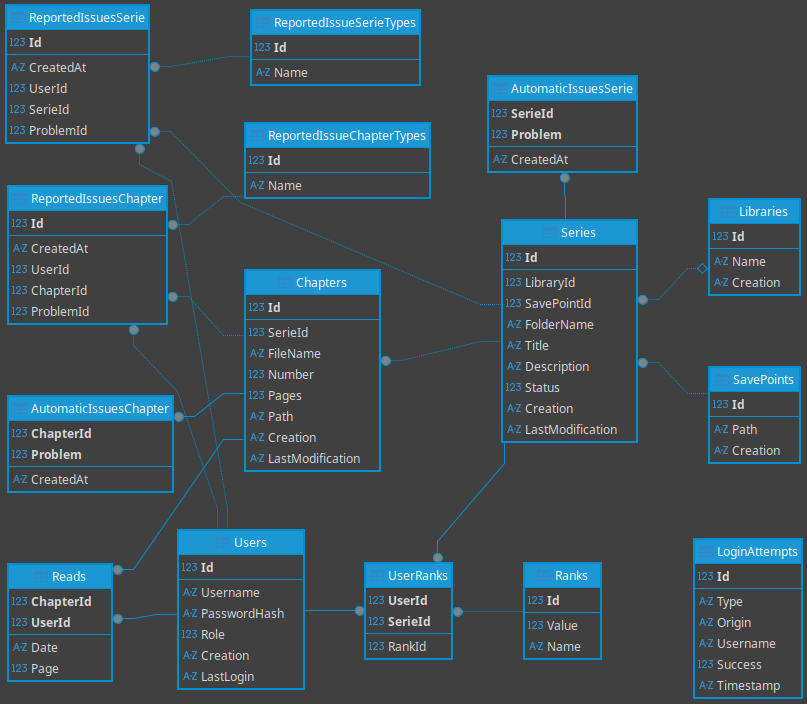 ReportedIssuesSerie
123 Id
A-Z CreatedAt
123 UserId
123 SerieId
123 ProblemId
ReportedIssueSerieTypes
123 Id
A-Z Name
AutomaticIssuesSerie
123 SerieId
123 Problem
A-Z CreatedAt
ReportedIssueChapterTypes
123 Id
A-Z Name
ReportedIssuesChapter
123 Id
A-Z CreatedAt
123 UserId
123 ChapterId
123 ProblemId
Libraries
123 Id
A-Z Name
A-Z Creation
Series
123 Id
123 LibraryId
123 SavePointId
A-Z FolderName
A-Z Title
A-Z Description
123 Status
A-Z Creation
A-Z LastModification
Chapters
123 Id
123 SerieId
A-Z FileName
123 Number
123 Pages
A-Z Path
A-Z Creation
A-Z LastModification
SavePoints
123 Id
A-Z Path
A-Z Creation
AutomaticIssuesChapter
123 ChapterId
123 Problem
A-Z CreatedAt
Users
123 Id
A-Z Username
A-Z PasswordHash
123 Role
A-Z Creation
A-Z LastLogin
Reads
123 ChapterId
123 UserId
A-Z Date
123 Page
UserRanks
123 UserId
123 SerieId
123 RankId
Ranks
123 Id
123 Value
A-Z Name
LoginAttempts
123 Id
A-Z Type
A-Z Origin
A-Z Username
123 Success
A-Z Timestamp